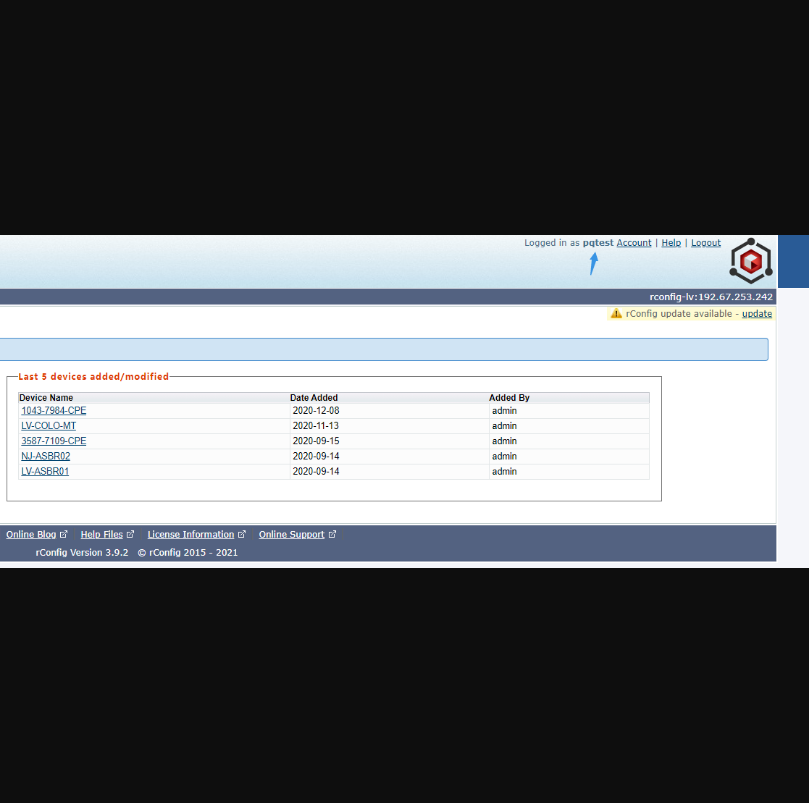 Logged in as pqtest Account | Help | Logout
rconfig-lv:192.67.253.242
rConfig update available - update
Last 5 devices added/modified
Device Name Date Added Added By
1043-7984-CPE 2020-12-08 admin
LV-COLO-MT 2020-11-13 admin
3587-7109-CPE 2020-09-15 admin
NJ-ASBR02 2020-09-14 admin
LV-ASBR01 2020-09-14 admin
Online Blog Help Files License Information Online Support
rConfig Version 3.9.2 © rConfig 2015 - 2021